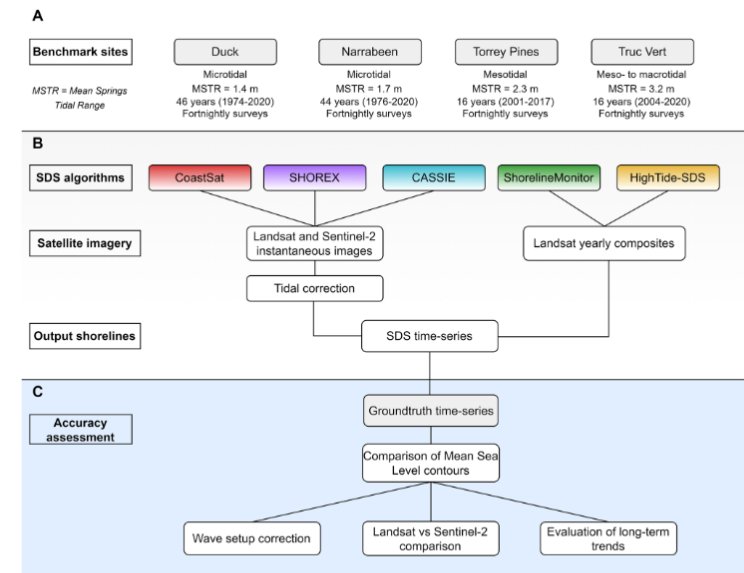 A
Benchmark sites
Duck
Narrabeen
Torrey Pines
Truc Vert
MSTR = Mean Springs
Tidal Range
Microtidal
MSTR = 1.4 m
46 years (1974-2020)
Fortnightly surveys
Microtidal
MSTR = 1.7 m
44 years (1976-2020)
Fortnightly surveys
Mesotidal
MSTR = 2.3 m
16 years (2001-2017)
Fortnightly surveys
Meso- to macrotidal
MSTR = 3.2 m
16 years (2004-2020)
Fortnightly surveys
B
SDS algorithms
CoastSat
SHOREX
CASSIE
ShorelineMonitor
HighTide-SDS
Satellite imagery
Landsat and Sentinel-2
instantaneous images
Landsat yearly composites
Tidal correction
Output shorelines
SDS time-series
C
Accuracy
assessment
Groundtruth time-series
Comparison of Mean Sea
Level contours
Wave setup correction
Landsat vs Sentinel-2
comparison
Evaluation of long-term
trends